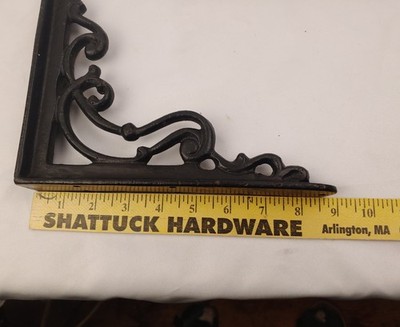 1 2 3 4 5 6 7 8 9 10
SHATTUCK HARDWARE Arlington, MA